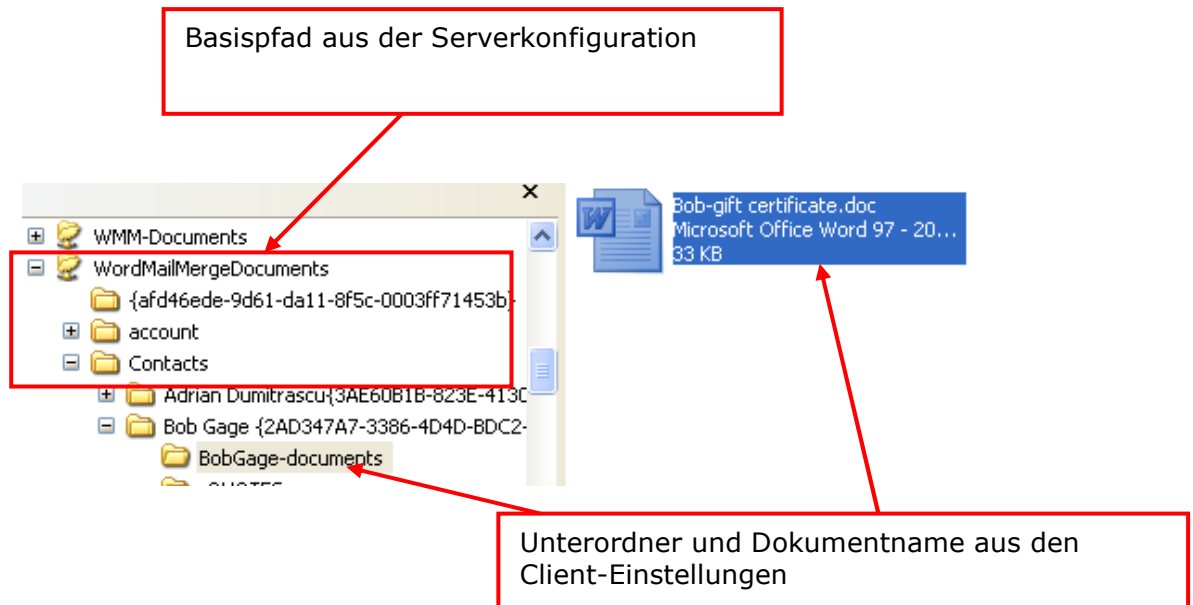 Basispfad aus der Serverkonfiguration
WMM-Documents
WordMailMergeDocuments
{afd46ede-9d61-da11-8f5c-0003ff71453b}
account
Contacts
Adrian Dumitrascu{3AE60B1B-823E-413C
Bob Gage {2AD347A7-3386-4D4D-BDC2-
BobGage-documents
Bob-gift certificate.doc
Microsoft Office Word 97 - 20...
33 KB
Unterordner und Dokumentname aus den
Client-Einstellungen